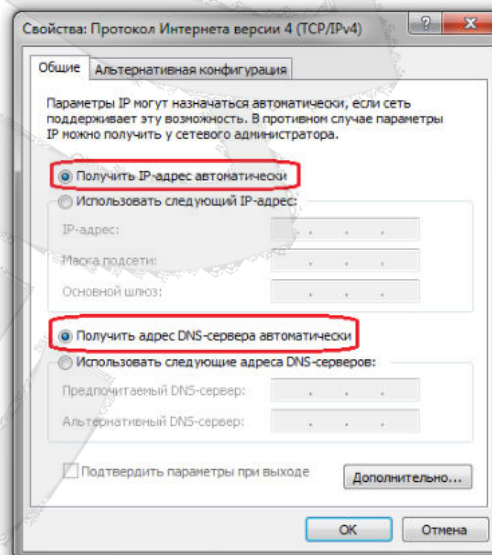 Свойства: Протокол Интернета версии 4 (TCP/IPv4)
Общие Альтернативная конфигурация
Параметры IP могут назначаться автоматически, если сеть
поддерживает эту возможность. В противном случае параметры
IP можно получить у сетевого администратора.
Получить IP-адрес автоматически
Использовать следующий IP-адрес:
IP-адрес:
Маска подсети:
Основной шлюз:
Получить адрес DNS-сервера автоматически
Использовать следующие адреса DNS-серверов:
Предпочитаемый DNS-сервер:
Альтернативный DNS-сервер:
Подтвердить параметры при выходе
Дополнительно...
ОК Отмена